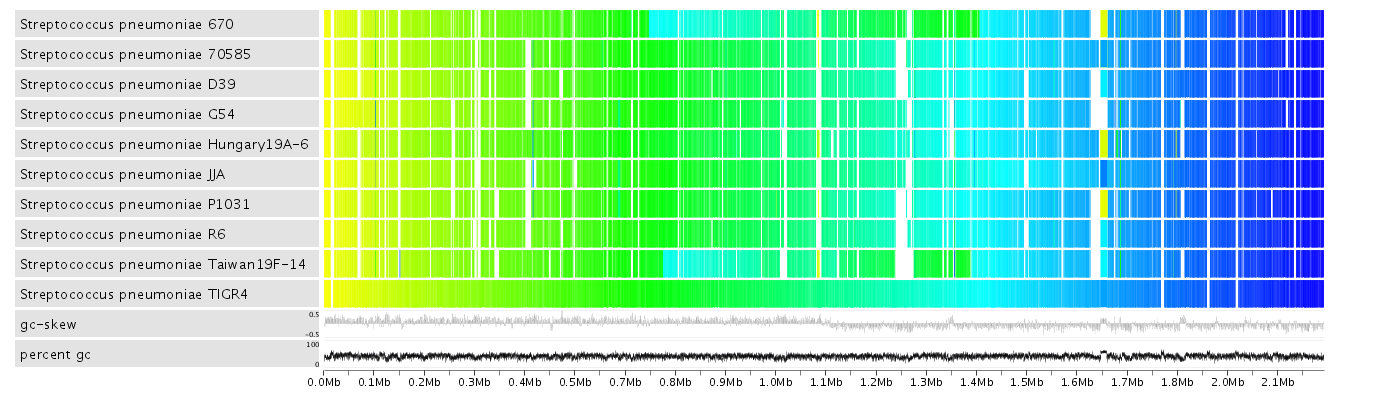 Streptococcus pneumoniae 670
Streptococcus pneumoniae 70585
Streptococcus pneumoniae D39
Streptococcus pneumoniae G54
Streptococcus pneumoniae Hungary19A-6
Streptococcus pneumoniae JJA
Streptococcus pneumoniae P1031
Streptococcus pneumoniae R6
Streptococcus pneumoniae Taiwan19F-14
Streptococcus pneumoniae TIGR4
gc-skew 0.5
-0.5
percent gc 100
0
0.0Mb 0.1Mb 0.2Mb 0.3Mb 0.4Mb 0.5Mb 0.7Mb 0.8Mb 0.9Mb 1.0Mb 1.1Mb 1.2Mb 1.3Mb 1.4Mb 1.5Mb 1.6Mb 1.7Mb 1.8Mb 2.0Mb 2.1Mb